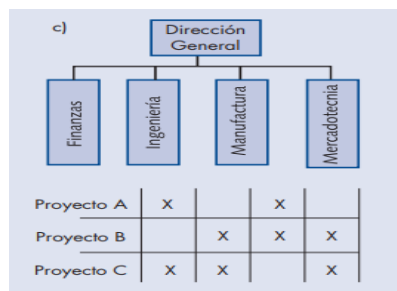 c)
Dirección
General
Finanzas
Ingeniería
Manufactura
Mercadotecnia
Proyecto A X X
Proyecto B X X X
Proyecto C X X X